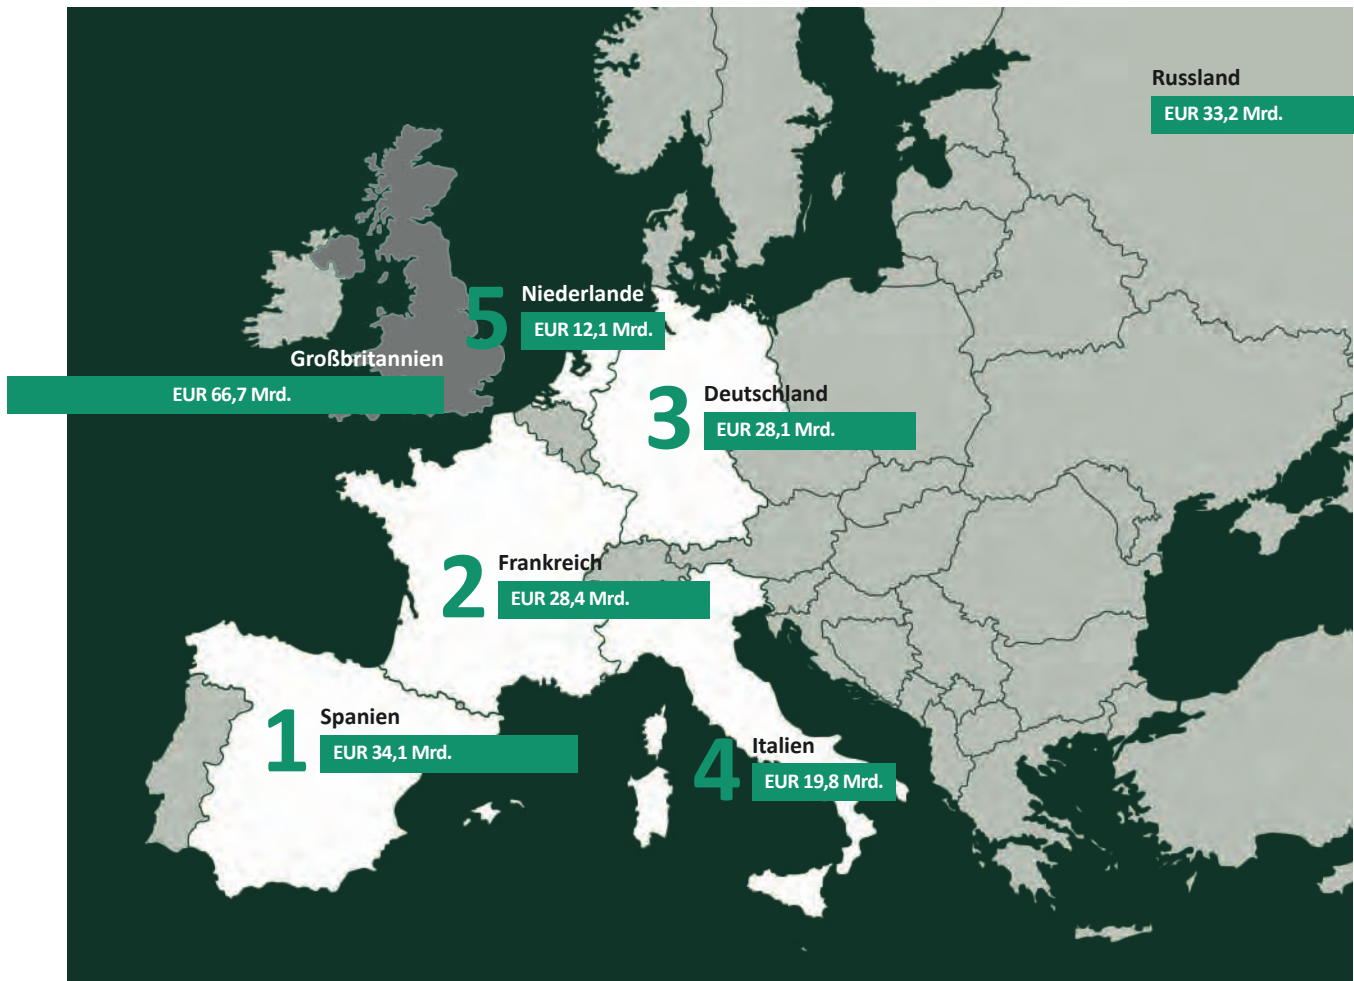 Russland
EUR 33,2 Mrd.
5
Niederlande
EUR 12,1 Mrd.
Großbritannien
EUR 66,7 Mrd.
3
Deutschland
EUR 28,1 Mrd.
2
Frankreich
EUR 28,4 Mrd.
1
Spanien
EUR 34,1 Mrd.
4
Italien
EUR 19,8 Mrd.